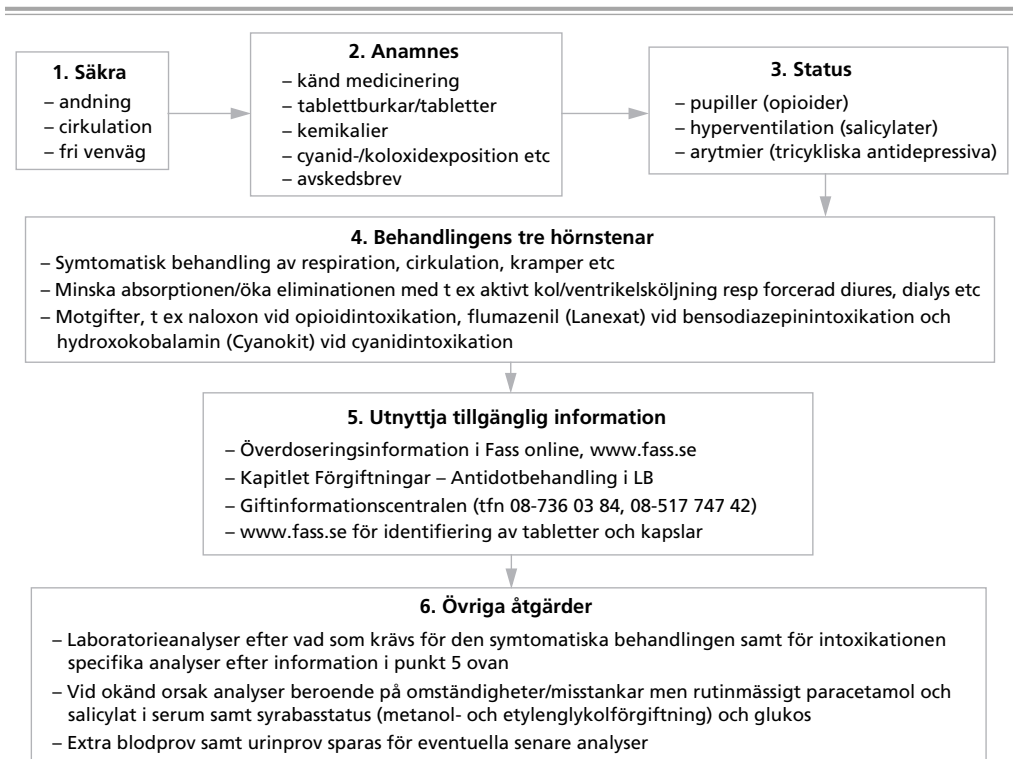 1. Säkra
– andning
– cirkulation
– fri venväg
2. Anamnes
– känd medicinering
– tablettburkar/tabletter
– kemikalier
– cyanid-/koloxidexposition etc
– avskedsbrev
3. Status
– pupiller (opioider)
– hyperventilation (salicylater)
– arytmier (tricykliska antidepressiva)
4. Behandlingens tre hörnstenar
– Symtomatisk behandling av respiration, cirkulation, kramper etc
– Minska absorptionen/öka eliminationen med t ex aktivt kol/ventrikelsköljning resp forcerad diures, dialys etc
– Motgifter, t ex naloxon vid opioidintoxikation, flumazenil (Lanexat) vid bensodiazepinintoxikation och
hydroxokobalamin (Cyanokit) vid cyanidintoxikation
5. Utnyttja tillgänglig information
– Överdoseringsinformation i Fass online, www.fass.se
– Kapitlet Förgiftningar – Antidotbehandling i LB
– Giftinformationscentralen (tfn 08-736 03 84, 08-517 747 42)
– www.fass.se för identifiering av tabletter och kapslar
6. Övriga åtgärder
– Laboratorieanalyser efter vad som krävs för den symtomatiska behandlingen samt för intoxikationen
specifika analyser efter information i punkt 5 ovan
– Vid okänd orsak analyser beroende på omständigheter/misstankar men rutinmässigt paracetamol och
salicylat i serum samt syrabasstatus (metanol- och etylenglykolförgiftning) och glukos
– Extra blodprov samt urinprov sparas för eventuella senare analyser